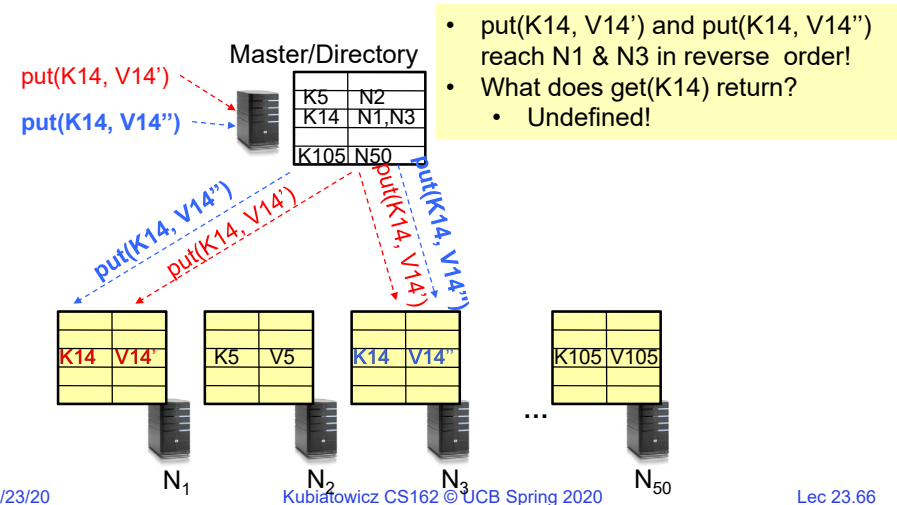 • put(K14, V14’) and put(K14, V14’’)
reach N1 & N3 in reverse order!
• What does get(K14) return?
• Undefined!
Master/Directory
put(K14, V14’)
put(K14, V14’’)
K5 N2
K14 N1,N3
K105 N50
put(K14, V14’’)
put(K14, V14’)
put(K14, V14’)
put(K14, V14’’)
K14 V14’
K5 V5
K14 V14’’
K105 V105
...
N1
N2
N3
N50
/23/20
Kubiatowicz CS162 © UCB Spring 2020
Lec 23.66